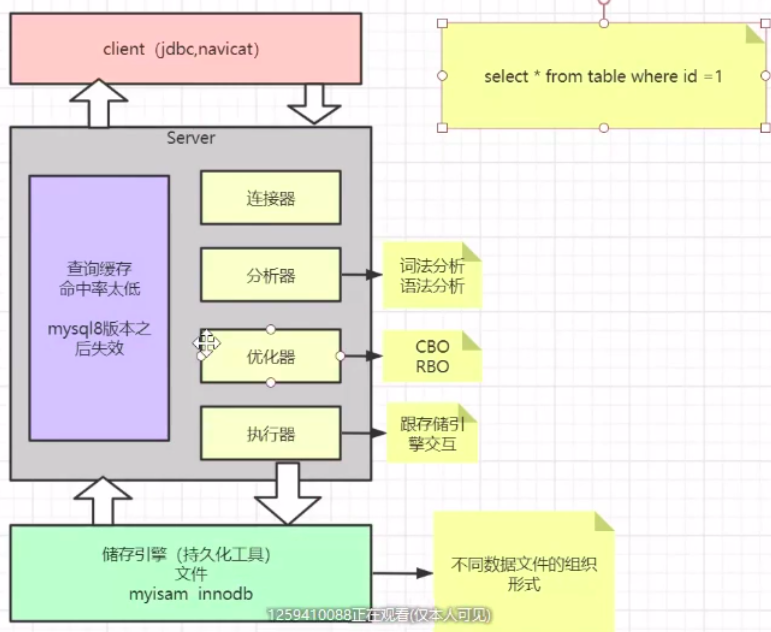 client（jdbc,navicat）
select * from table where id =1
Server
连接器
查询缓存
命中率太低
mysql8版本之
后失效
分析器
词法分析
语法分析
优化器
CBO
RBO
执行器
跟存储引
擎交互
储存引擎（持久化工具）
文件
myisam innodb
不同数据文件的组织
形式
1259410088正在观看(仅本人可见)